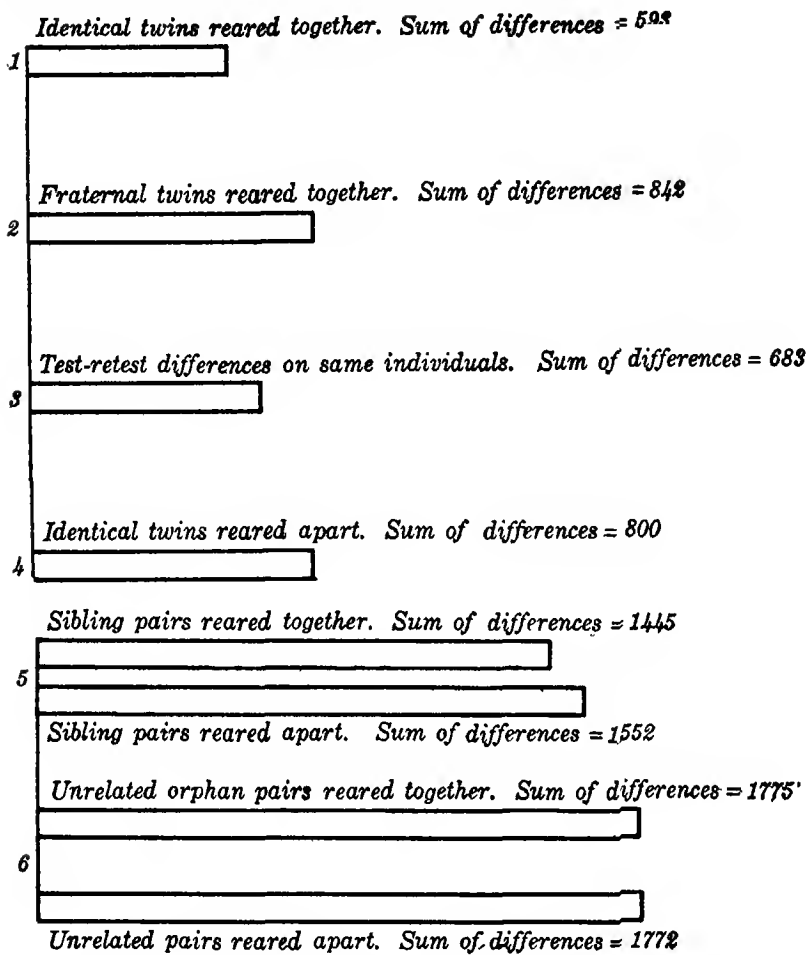 Identical twins reared together. Sum of differences =
1
Fraternal twins reared together. Sum of differences = 842
2
Test-retest differences on same individuals. Sum of differences = 683
3
Identical twins reared apart. Sum of differences = 800
4
Sibling pairs reared together. Sum of differences = 1445
5
Sibling pairs reared apart. Sum of differences = 1552
Unrelated orphan pairs reared together. Sum of differences = 1775
6
Unrelated pairs reared apart. Sum of differences = 1772